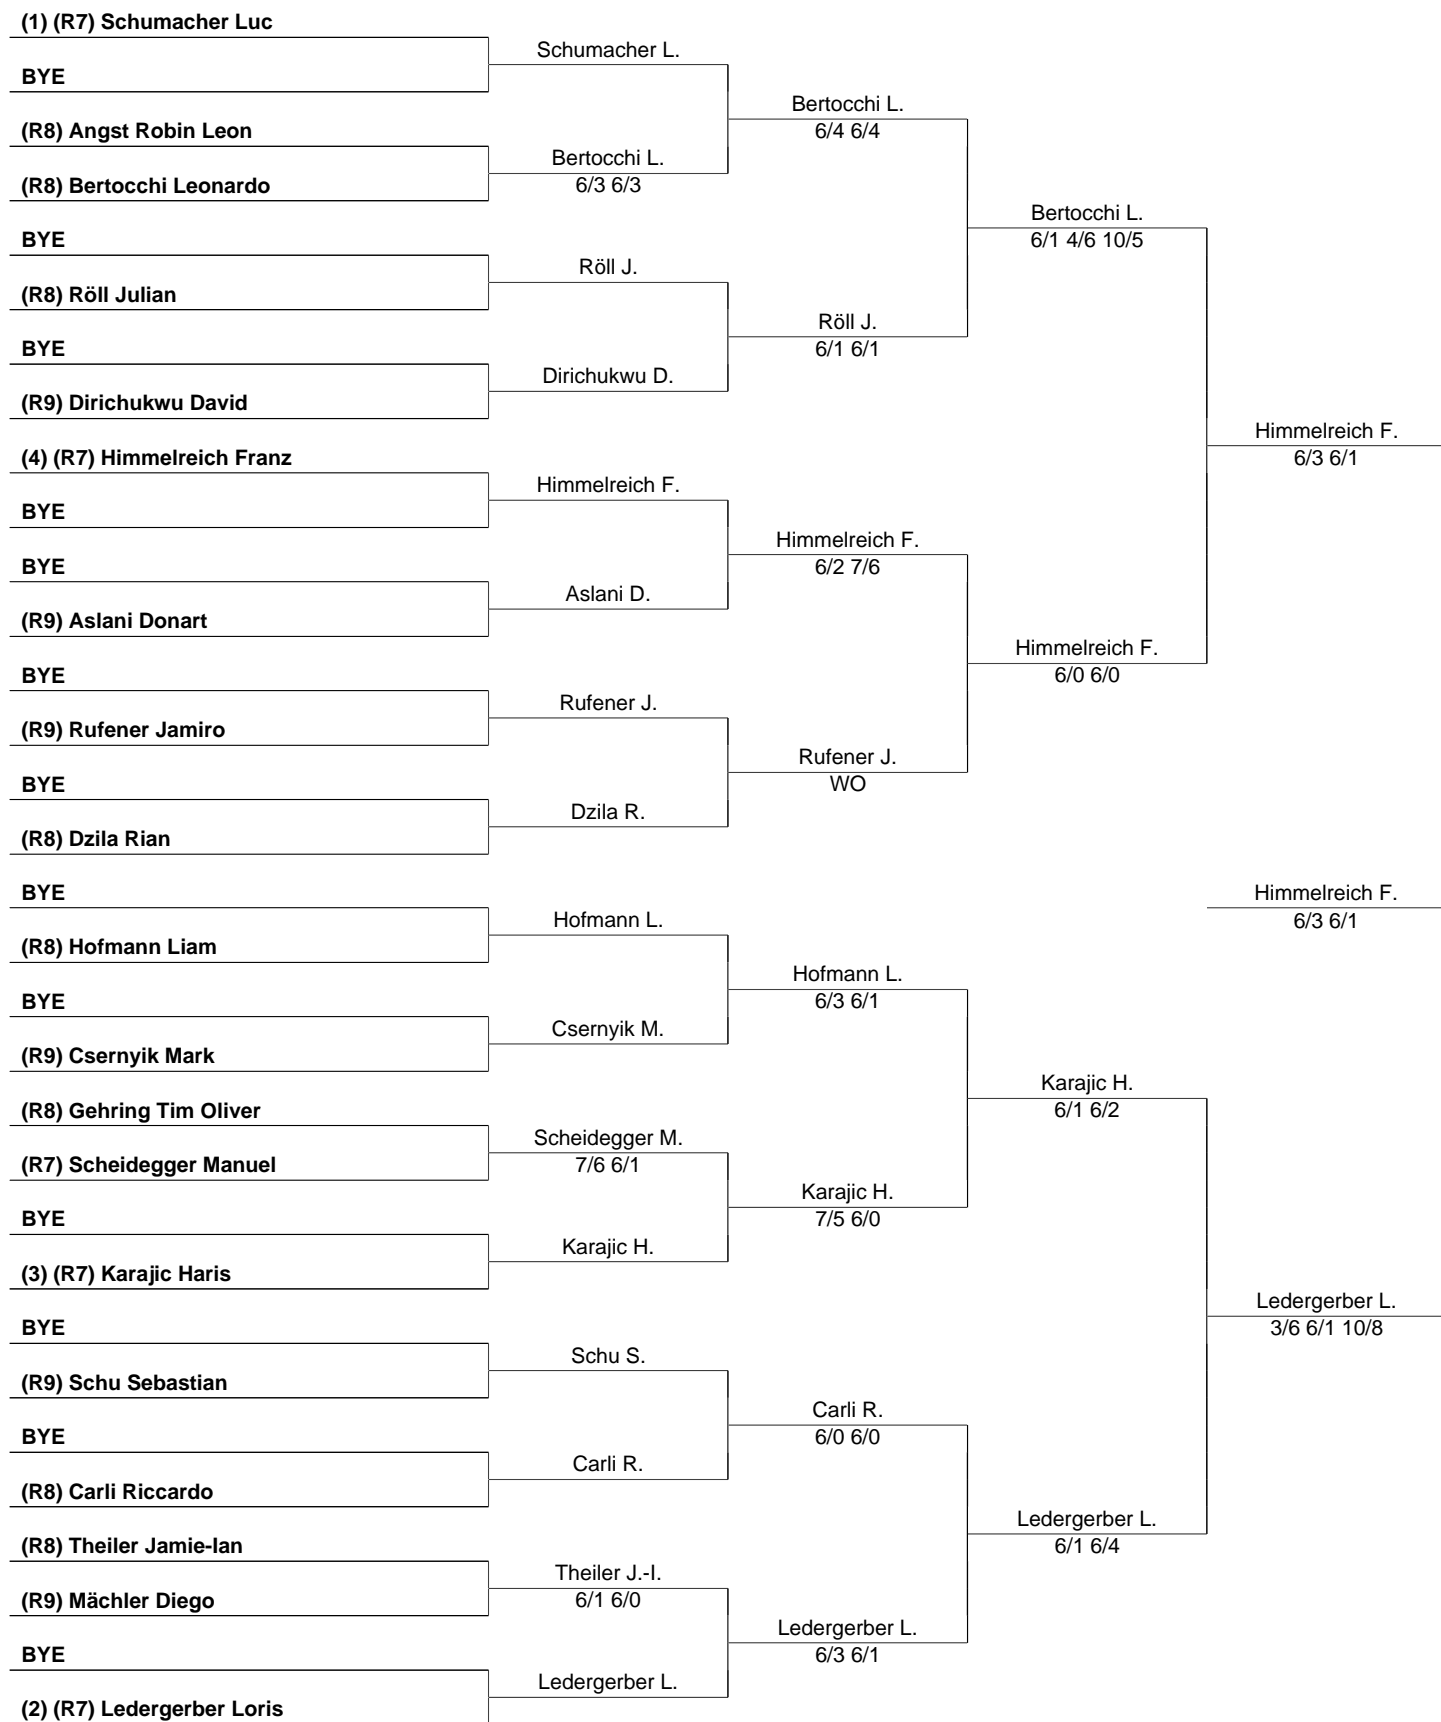 (1) (R7) Schumacher Luc
BYE
(R8) Angst Robin Leon
(R8) Bertocchi Leonardo
BYE
(R8) Röll Julian
BYE
(R9) Dirichukwu David
(4) (R7) Himmelreich Franz
BYE
BYE
(R9) Aslani Donart
BYE
(R9) Rufener Jamiro
BYE
(R8) Dzila Rian
BYE
(R8) Hofmann Liam
BYE
(R9) Csernyik Mark
(R8) Gehring Tim Oliver
(R7) Scheidegger Manuel
BYE
(3) (R7) Karajic Haris
BYE
(R9) Schu Sebastian
BYE
(R8) Carli Riccardo
(R8) Theiler Jamie-Ian
(R9) Mächler Diego
BYE
(2) (R7) Ledergerber Loris
Schumacher L.
Bertocchi L.
6/3 6/3
Röll J.
Dirichukwu D.
Himmelreich F.
Aslani D.
Rufener J.
Dzila R.
Hofmann L.
Csernyik M.
Scheidegger M.
7/6 6/1
Karajic H.
Schu S.
Carli R.
Theiler J.-I.
6/1 6/0
Ledergerber L.
Bertocchi L.
6/4 6/4
Röll J.
6/1 6/1
Himmelreich F.
6/2 7/6
Rufener J.
WO
Hofmann L.
6/3 6/1
Karajic H.
7/5 6/0
Carli R.
6/0 6/0
Ledergerber L.
6/3 6/1
Bertocchi L.
6/1 4/6 10/5
Himmelreich F.
6/0 6/0
Karajic H.
6/1 6/2
Ledergerber L.
6/1 6/4
Himmelreich F.
6/3 6/1
Himmelreich F.
6/3 6/1
Ledergerber L.
3/6 6/1 10/8